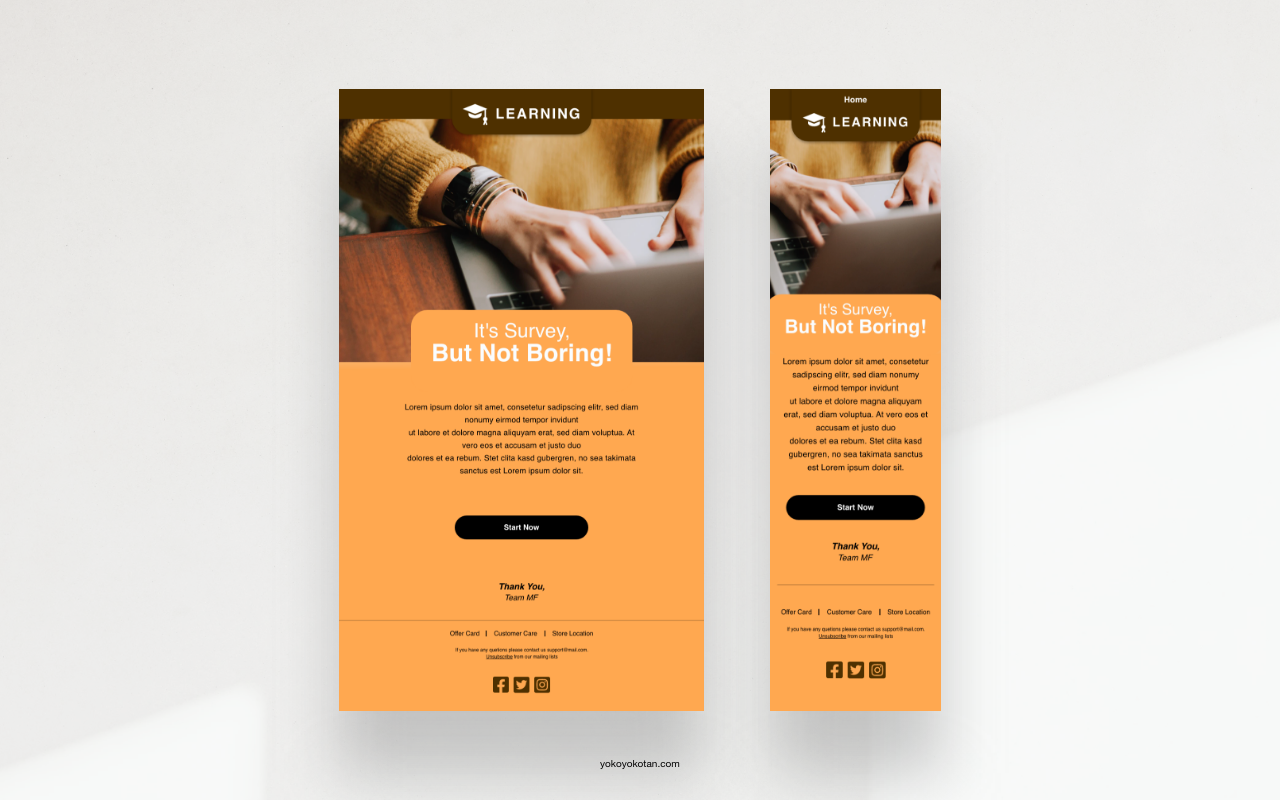 LEARNING
It's Survey,
But Not Boring!
Lorem ipsum dolor sit amet, consetetur sadipscing elitr, sed diam
nonumy eirmod tempor invidunt
ut labore et dolore magna aliquyam erat, sed diam voluptua. At
vero eos et accusam et justo duo
dolores et ea rebum. Stet clita kasd gubergren, no sea takimata
sanctus est Lorem ipsum dolor sit.
Start Now
Thank You,
Team MF
Offer Card | Customer Care | Store Location
If you have any quetions please contact us support@mail.com.
Unsubscribe from our mailing lists
Home
LEARNING
It's Survey,
But Not Boring!
Lorem ipsum dolor sit amet, consetetur
sadipscing elitr, sed diam nonumy
eirmod tempor invidunt
ut labore et dolore magna aliquyam
erat, sed diam voluptua. At vero eos et
accusam et justo duo
dolores et ea rebum. Stet clita kasd
gubergren, no sea takimata sanctus
est Lorem ipsum dolor sit.
Start Now
Thank You,
Team MF
Offer Card | Customer Care | Store Location
If you have any quetions please contact us support@mail.com.
Unsubscribe from our mailing lists
yokoyokotan.com